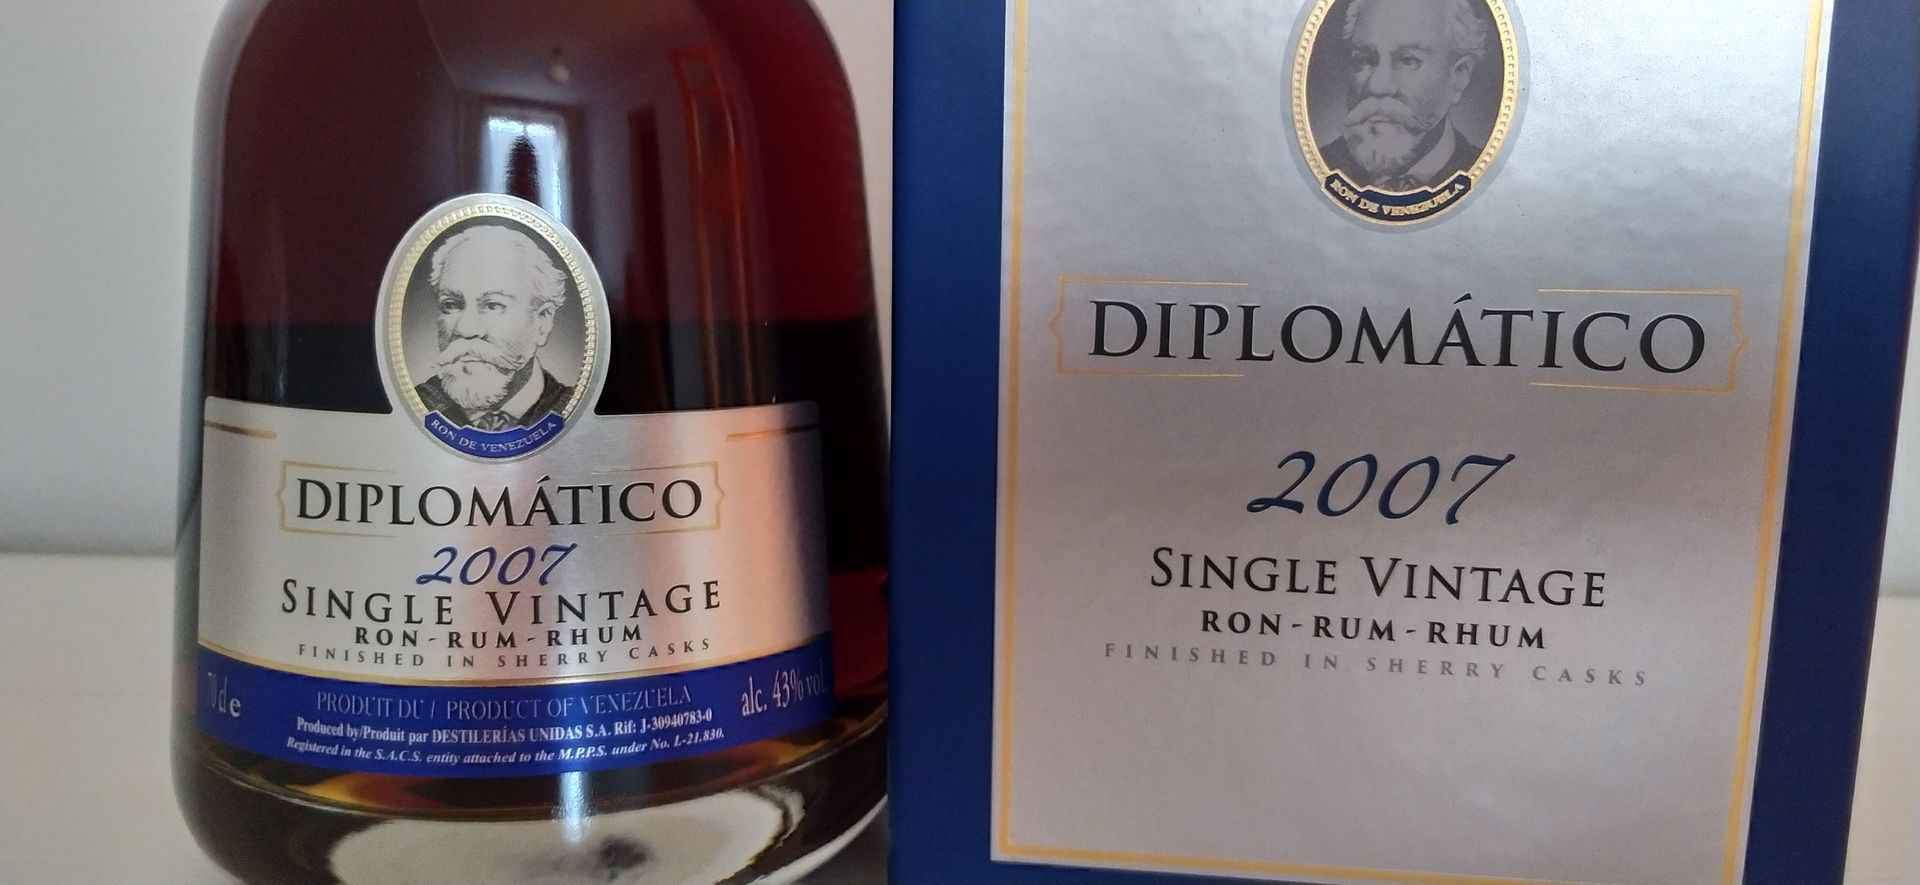 RON DE VENEZUELA
DIPLOMÁTICO
2007
SINGLE VINTAGE
RON-RUM-RHUM
FINISHED IN SHERRY CASKS
PRODUIT DU / PRODUCT OF VENEZUELA
alc. 43% vol.
Produced by/Produit par DESTILERÍAS UNIDAS S.A. Rif: J-30940783-0
Registered in the S.A.C.S. entity attached to the M.P.P.S. under No. L-21.830.
RON DE VENEZUELA
DIPLOMÁTICO
2007
SINGLE VINTAGE
RON-RUM-RHUM
FINISHED IN SHERRY CASKS